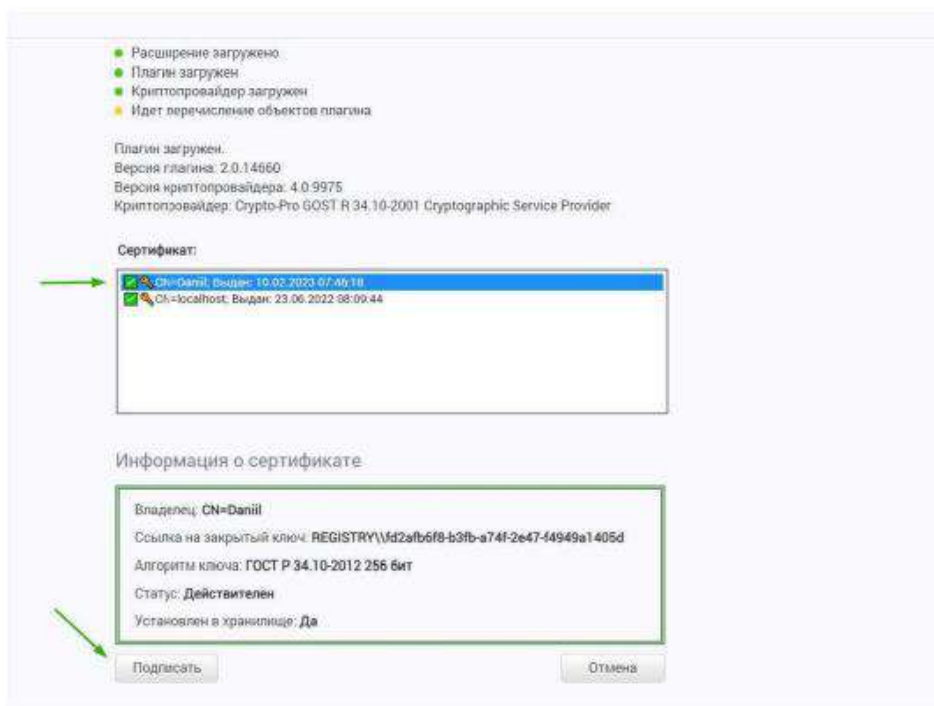 Расширение загружено
Плагин загружен
Криптопровайдер загружен
Идет перечисление объектов плагина
Плагин загружен.
Версия плагина: 2.0.14660
Версия криптопровайдера: 4.0.9975
Криптопровайдер: Crypto-Pro GOST R 34.10-2001 Cryptographic Service Provider
Сертификат:
CN=Daniil; Выдан: 10.02.2023 07:46:18
CN=localhost; Выдан: 23.06.2022 08:09:44
Информация о сертификате
Владелец: CN=Daniil
Ссылка на закрытый ключ: REGISTRY\\fd2afb6f8-b3fb-a74f-2e47-f4949a1405d
Алгоритм ключа: ГОСТ Р 34.10-2012 256 бит
Статус: Действителен
Установлен в хранилище: Да
Подписать Отмена